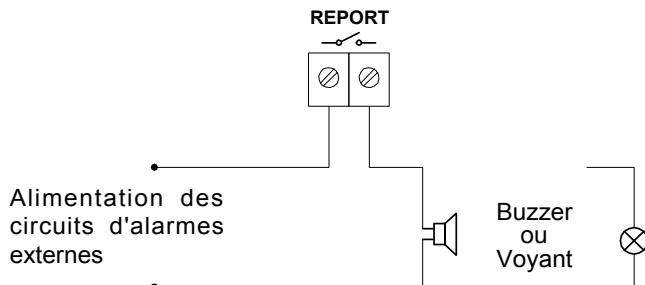 REPORT
Alimentation des
circuits d'alarmes
externes
Buzzer
ou
Voyant